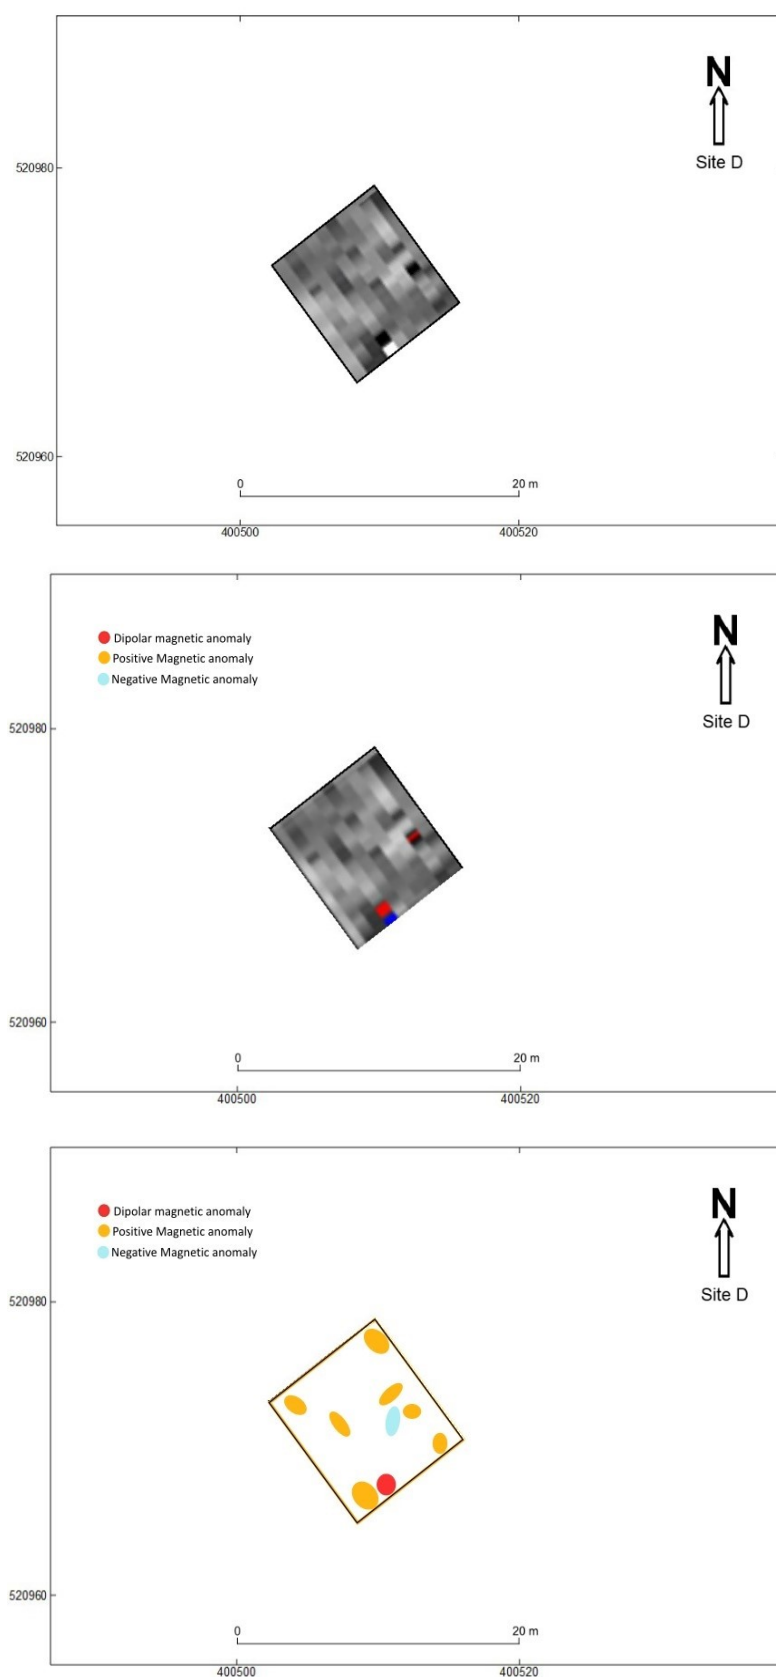 N
Site D
520980
520960
0 20 m
400500 400520
Dipolar magnetic anomaly
Positive Magnetic anomaly
Negative Magnetic anomaly
N
Site D
520980
520960
0 20 m
400500 400520
Dipolar magnetic anomaly
Positive Magnetic anomaly
Negative Magnetic anomaly
N
Site D
520980
520960
0 20 m
400500 400520